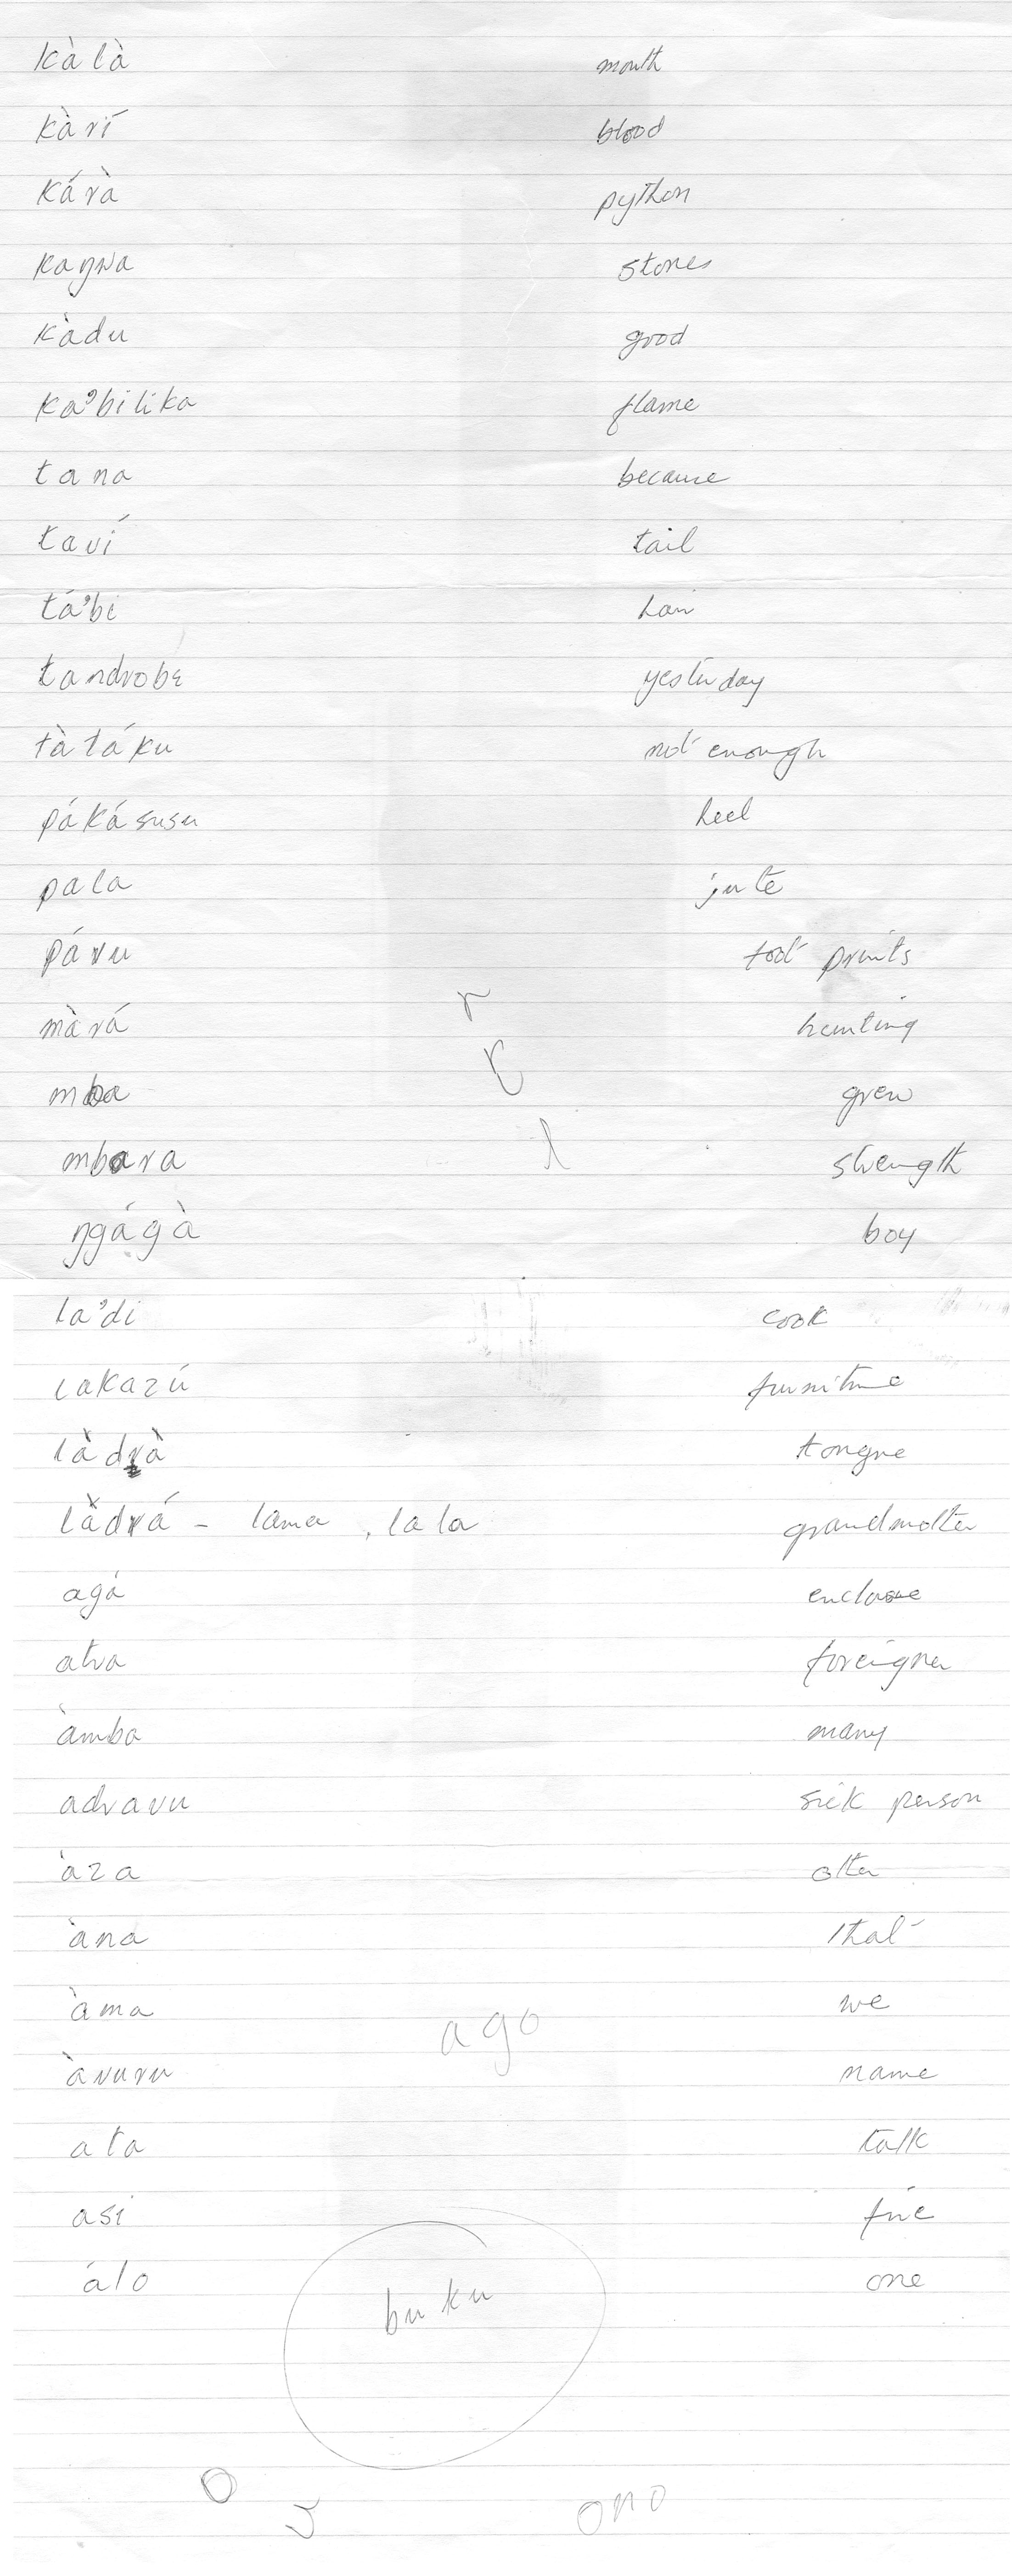 kàlà mouth
kàrí blood
kárà python
kaŋwa stones
kàdu good
ka'bilika flame
tana because
taví tail
tá'bi hair
tandrobɛ yesterday
tàtáku not enough
pákásusu heel
pala jute
páru foot prints
màrá hunting
r
mba grew
mbara strength
ŋgágà boy
la'di cook
lakazú furniture
làdrà tongue
làdrá - lama , lala grandmother
agá enclosure
atra foreigner
àmba many
adravu sick person
àza other
àna that
àma we
ago
àvuru name
ata talk
asi fire
álo one
buku
O
ono